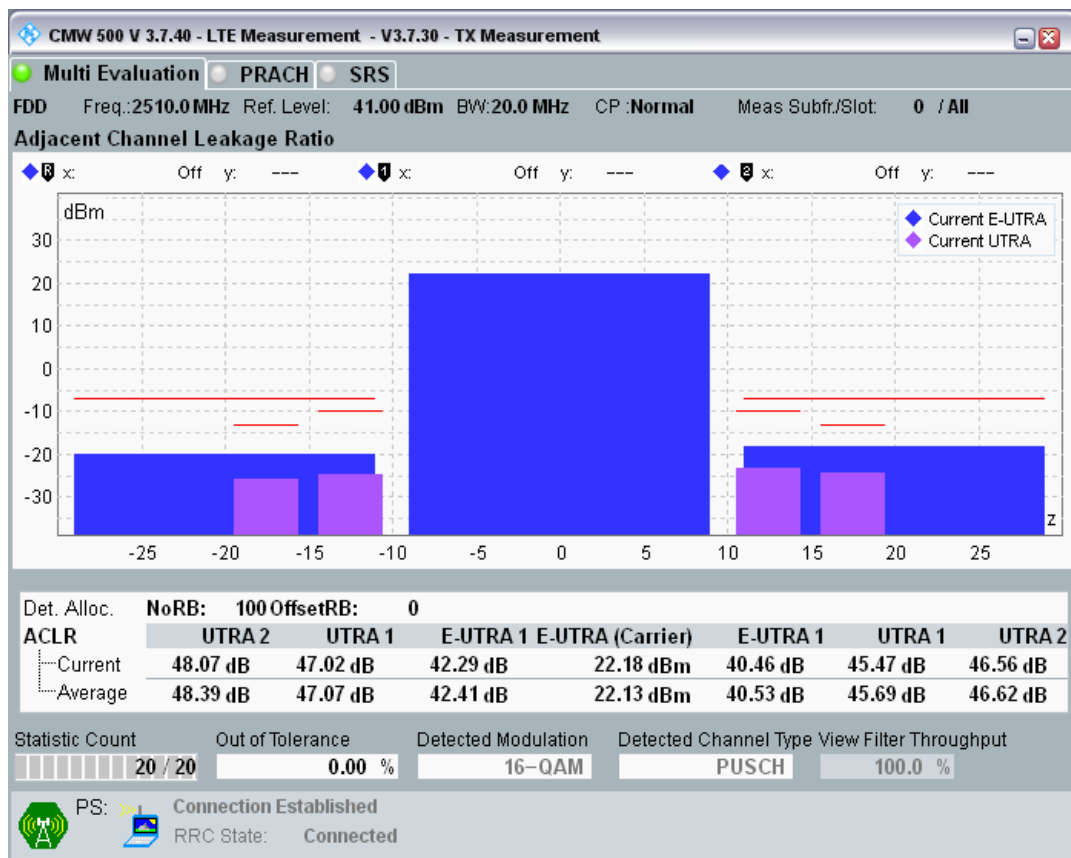 CMW 500 V 3.7.40 - LTE Measurement - V3.7.30 - TX Measurement
Multi Evaluation PRACH SRS
FDD Freq.:2510.0 MHz Ref. Level: 41.00 dBm BW:20.0 MHz CP :Normal Meas Subfr./Slot: 0 / All
Adjacent Channel Leakage Ratio
R x: Off y: --- 1 x: Off y: --- 2 x: Off y: ---
dBm
Current E-UTRA
Current UTRA
30
20
10
0
-10
-20
-30
z
-25 -20 -15 -10 -5 0 5 10 15 20 25
Det. Alloc. NoRB: 100 OffsetRB: 0
ACLR UTRA 2 UTRA 1 E-UTRA 1 E-UTRA (Carrier) E-UTRA 1 UTRA 1 UTRA 2
Current 48.07 dB 47.02 dB 42.29 dB 22.18 dBm 40.46 dB 45.47 dB 46.56 dB
Average 48.39 dB 47.07 dB 42.41 dB 22.13 dBm 40.53 dB 45.69 dB 46.62 dB
Statistic Count Out of Tolerance Detected Modulation Detected Channel Type View Filter Throughput
20 / 20 0.00 % 16-QAM PUSCH 100.0 %
PS: Connection Established
RRC State: Connected